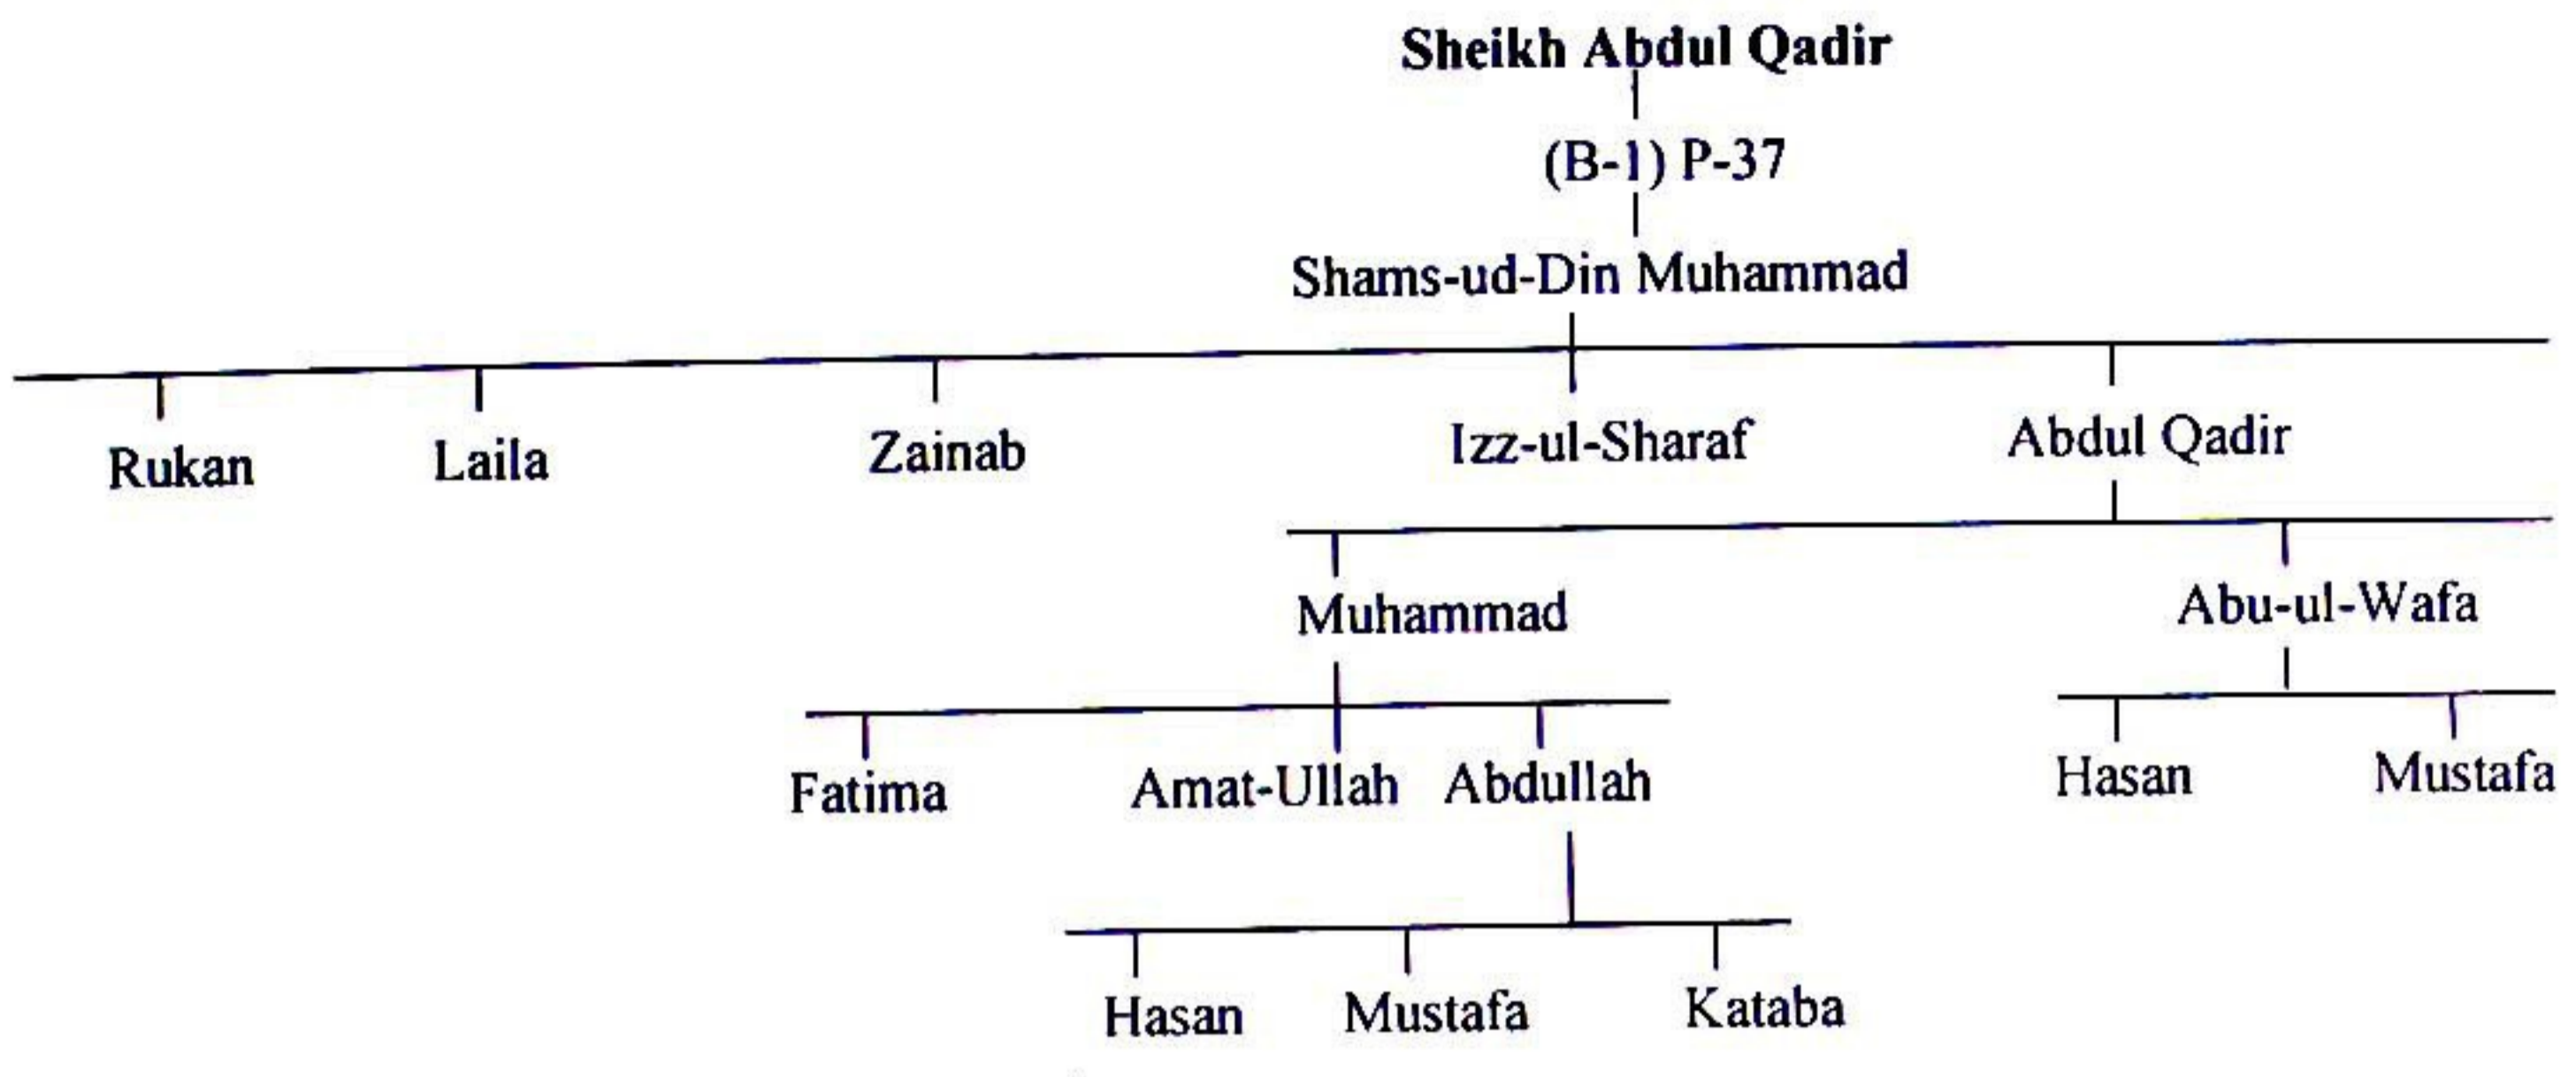 Sheikh Abdul Qadir
(B-1) P-37
Shams-ud-Din Muhammad
Rukan Laila Zainab Izz-ul-Sharaf Abdul Qadir
Muhammad Abu-ul-Wafa
Fatima Amat-Ullah Abdullah Hasan Mustafa
Hasan Mustafa Kataba